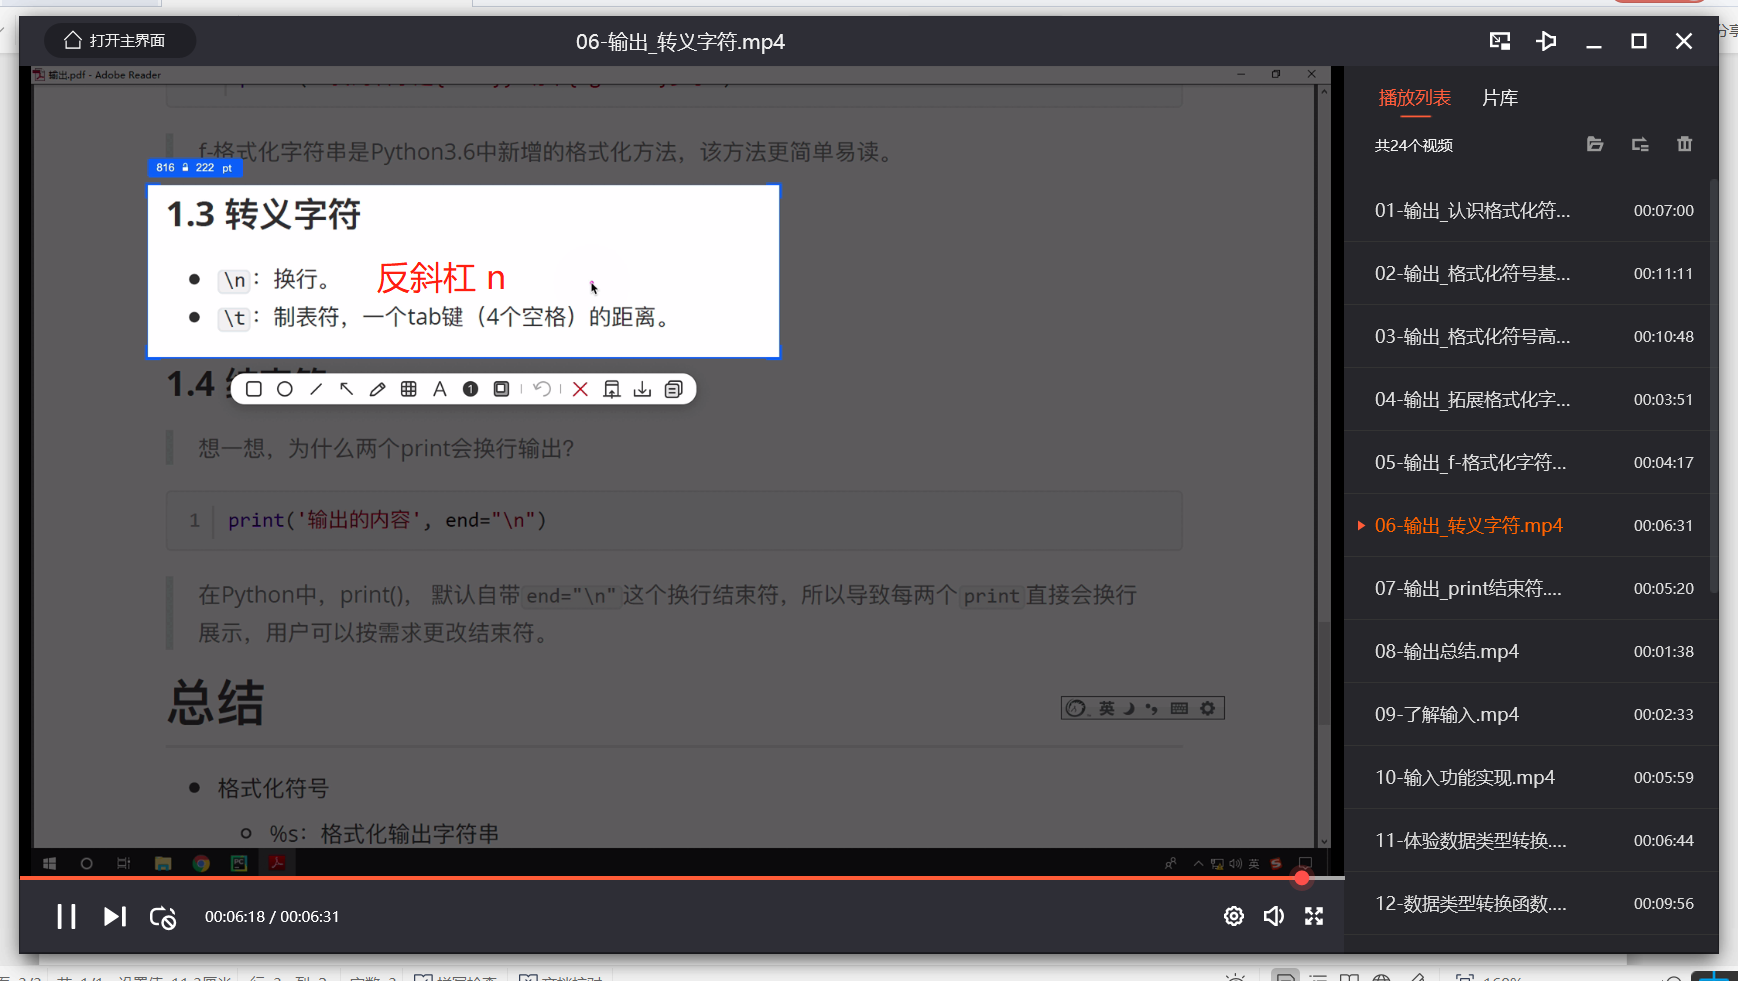 打开主界面
06-输出_转义字符.mp4
输出.pdf - Adobe Reader
f-格式化字符串是Python3.6中新增的格式化方法，该方法更简单易读。
816 222 pt
1.3 转义字符
\n：换行。 反斜杠 n
\t：制表符，一个tab键（4个空格）的距离。
1.4
A 1
想一想，为什么两个print会换行输出？
1 print('输出的内容', end="\n")
在Python中，print()， 默认自带end="\n"这个换行结束符，所以导致每两个print直接会换行
展示，用户可以按需求更改结束符。
总结
英
格式化符号
%s：格式化输出字符串
英
00:06:18 / 00:06:31
播放列表 片库
共24个视频
01-输出_认识格式化符... 00:07:00
02-输出_格式化符号基... 00:11:11
03-输出_格式化符号高... 00:10:48
04-输出_拓展格式化字... 00:03:51
05-输出_f-格式化字符... 00:04:17
06-输出_转义字符.mp4 00:06:31
07-输出_print结束符.... 00:05:20
08-输出总结.mp4 00:01:38
09-了解输入.mp4 00:02:33
10-输入功能实现.mp4 00:05:59
11-体验数据类型转换.... 00:06:44
12-数据类型转换函数.... 00:09:56